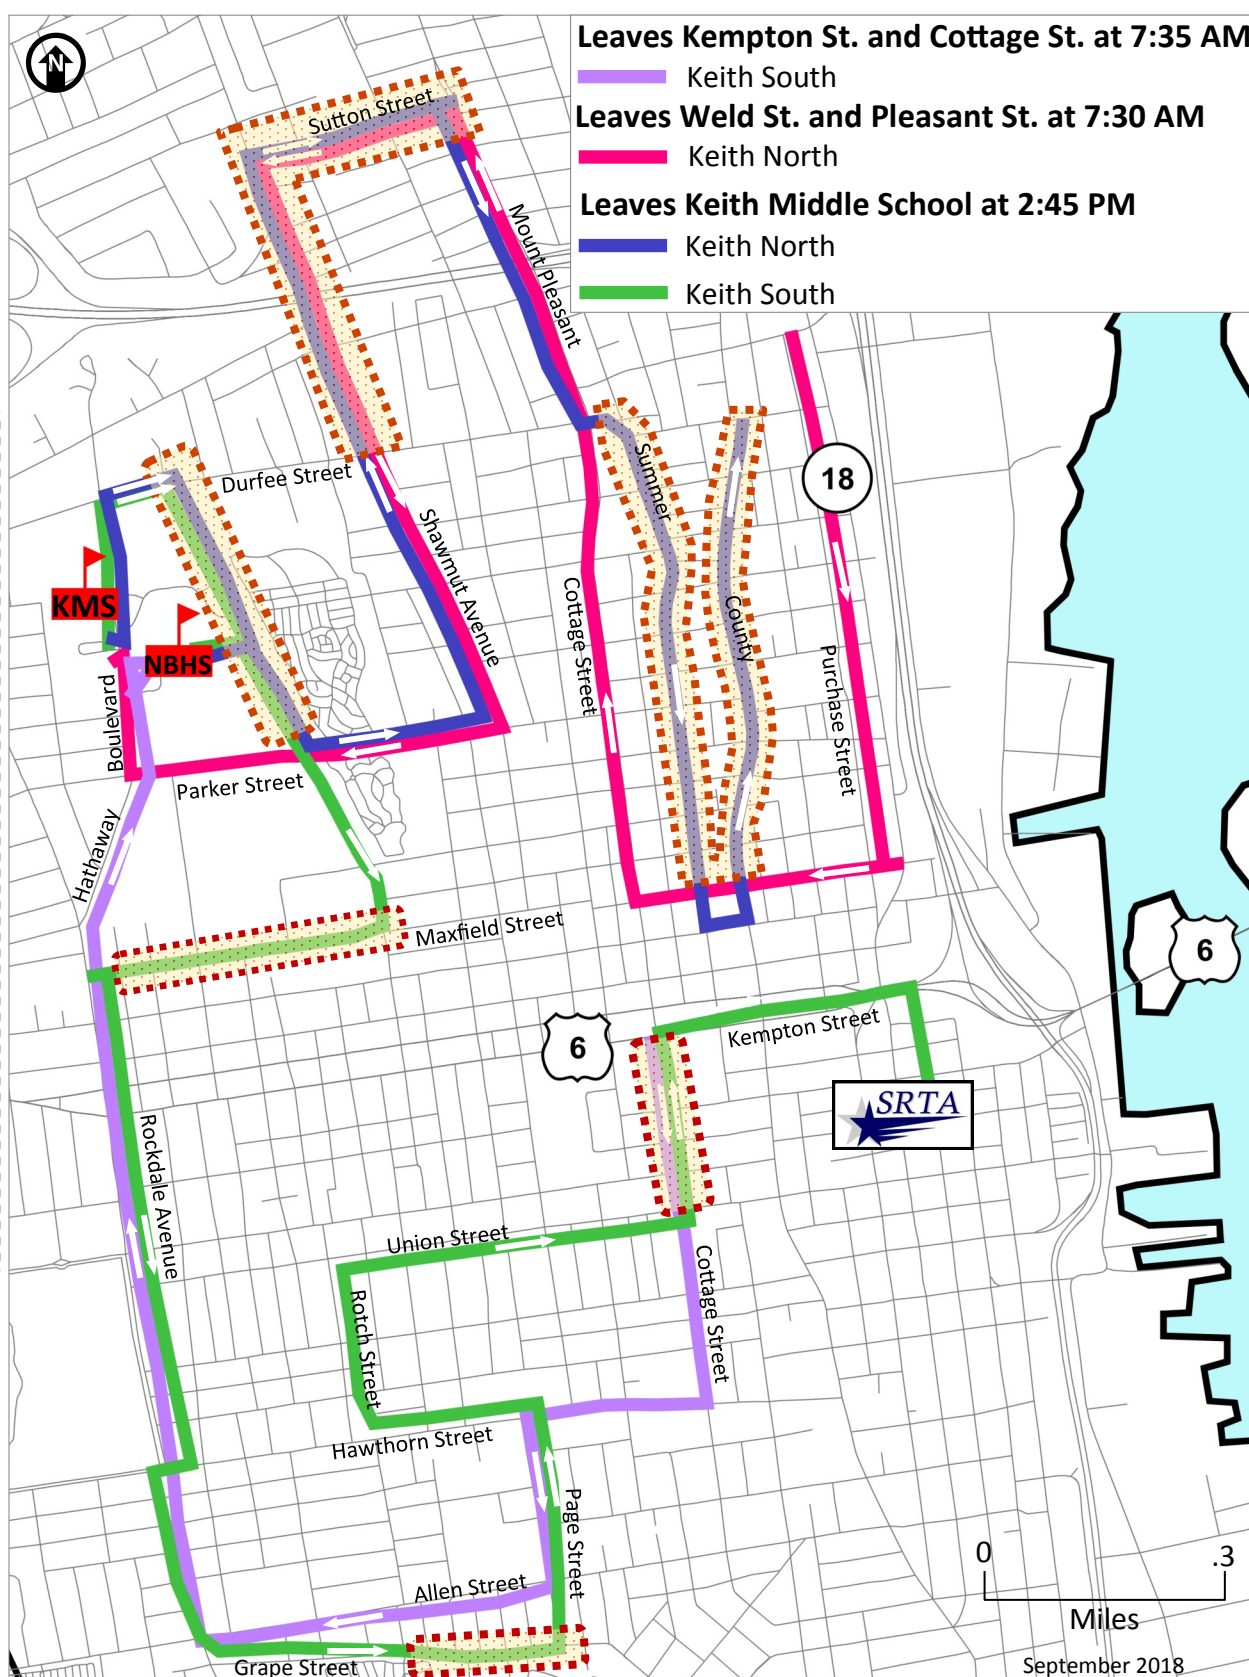 N
Leaves Kempton St. and Cottage St. at 7:35 AM
Keith South
Leaves Weld St. and Pleasant St. at 7:30 AM
Keith North
Leaves Keith Middle School at 2:45 PM
Keith North
Keith South
Sutton Street
Mount Pleasant
Summer
18
Durfee Street
Shawmut Avenue
KMS
Cottage Street
County
NBHS
Purchase Street
Boulevard
Parker Street
Hathaway
Maxfield Street
6
6
Kempton Street
SRTA
Rockdale Avenue
Union Street
Cottage Street
Rotch Street
Hawthorn Street
Page Street
Allen Street
0 .3
Miles
Grape Street
September 2018